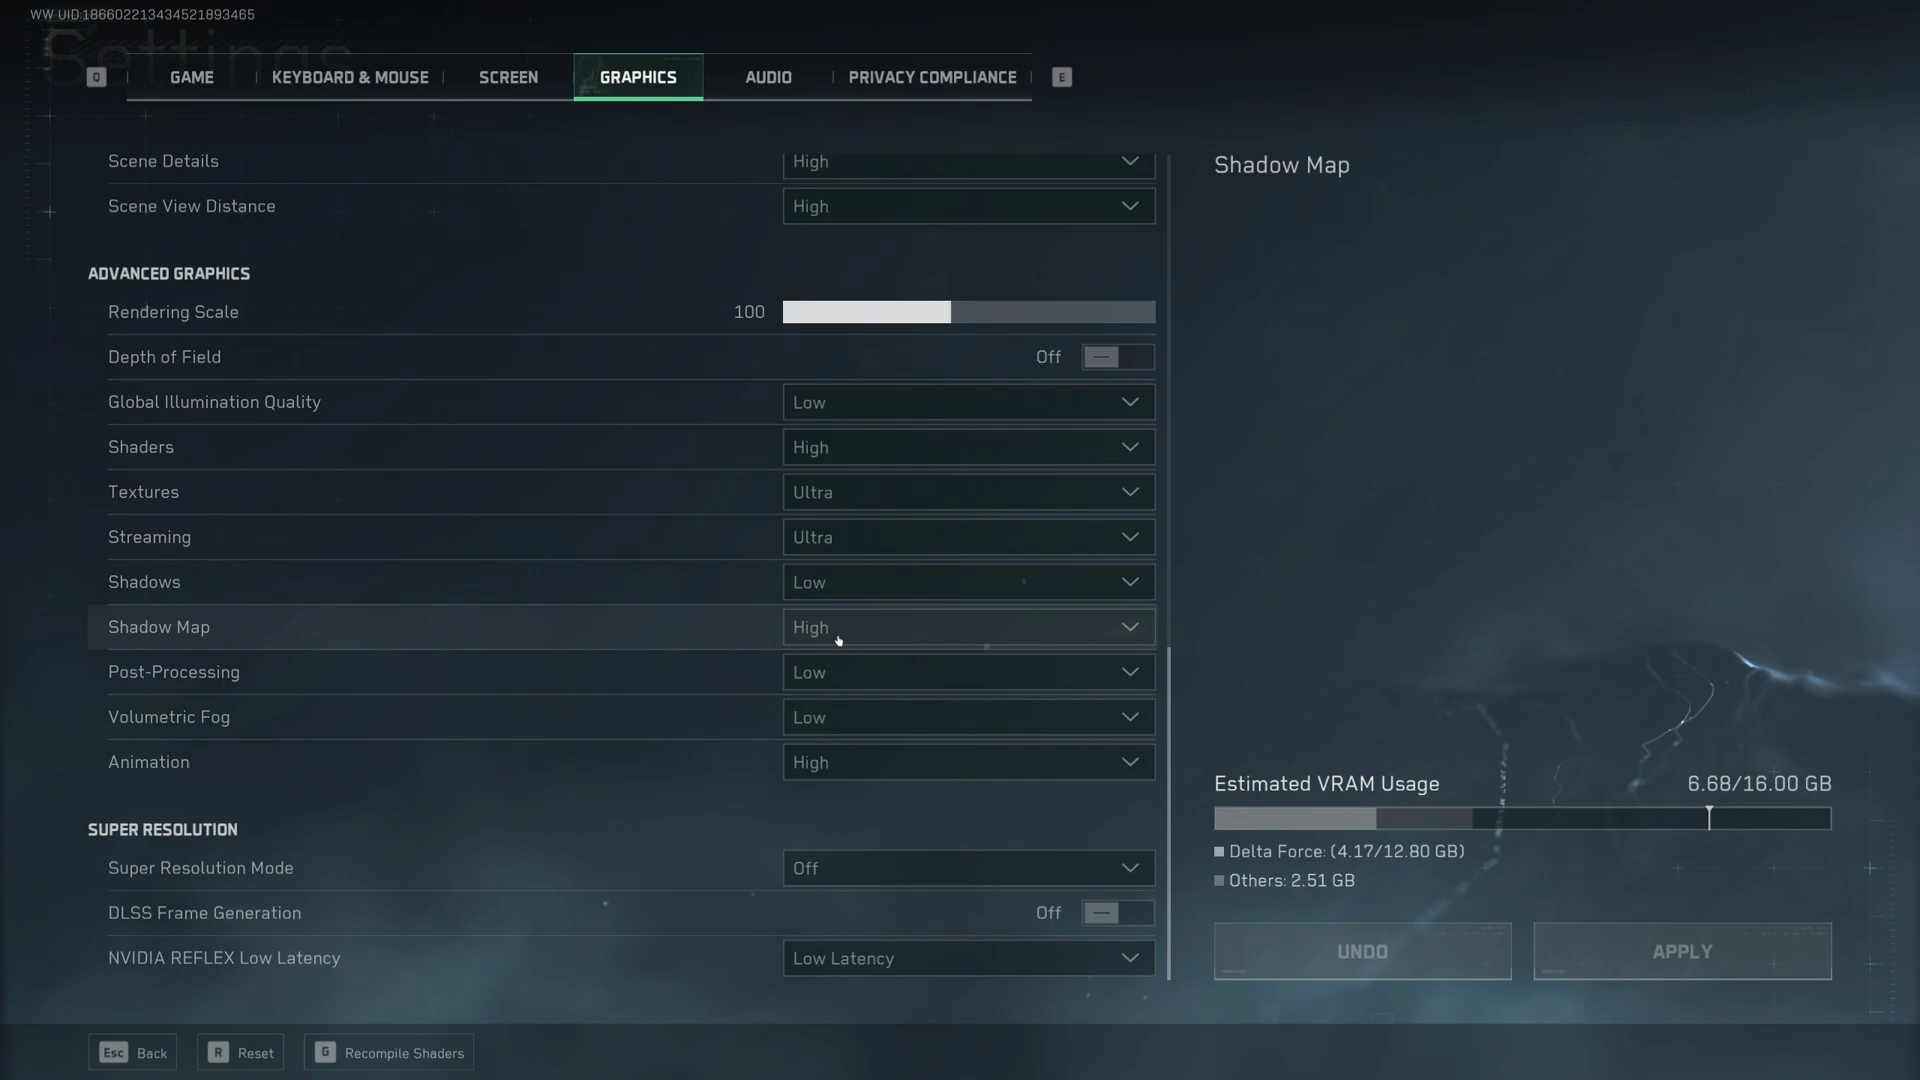 WW UID:186602213434521893465
Settings
Q GAME KEYBOARD & MOUSE SCREEN GRAPHICS AUDIO PRIVACY COMPLIANCE E
Scene Details High
Scene View Distance High
Shadow Map
ADVANCED GRAPHICS
Rendering Scale 100
Depth of Field Off
Global Illumination Quality Low
Shaders High
Textures Ultra
Streaming Ultra
Shadows Low
Shadow Map High
Post-Processing Low
Volumetric Fog Low
Animation High
SUPER RESOLUTION
Super Resolution Mode Off
DLSS Frame Generation Off
NVIDIA REFLEX Low Latency Low Latency
Estimated VRAM Usage 6.68/16.00 GB
Delta Force: (4.17/12.80 GB)
Others: 2.51 GB
UNDO APPLY
Esc Back R Reset G Recompile Shaders